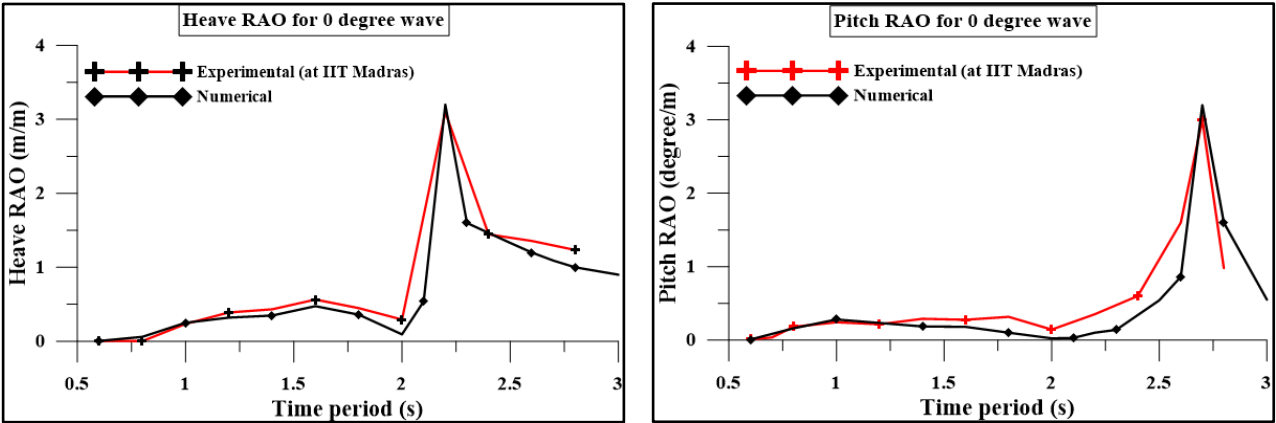 Heave RAO for 0 degree wave
4
3
2
1
0
Heave RAO (m/m)
Experimental (at IIT Madras)
Numerical
0.5 1 1.5 2 2.5 3
Time period (s)
Pitch RAO for 0 degree wave
4
3
2
1
0
Pitch RAO (degree/m)
Experimental (at IIT Madras)
Numerical
0.5 1 1.5 2 2.5 3
Time period (s)